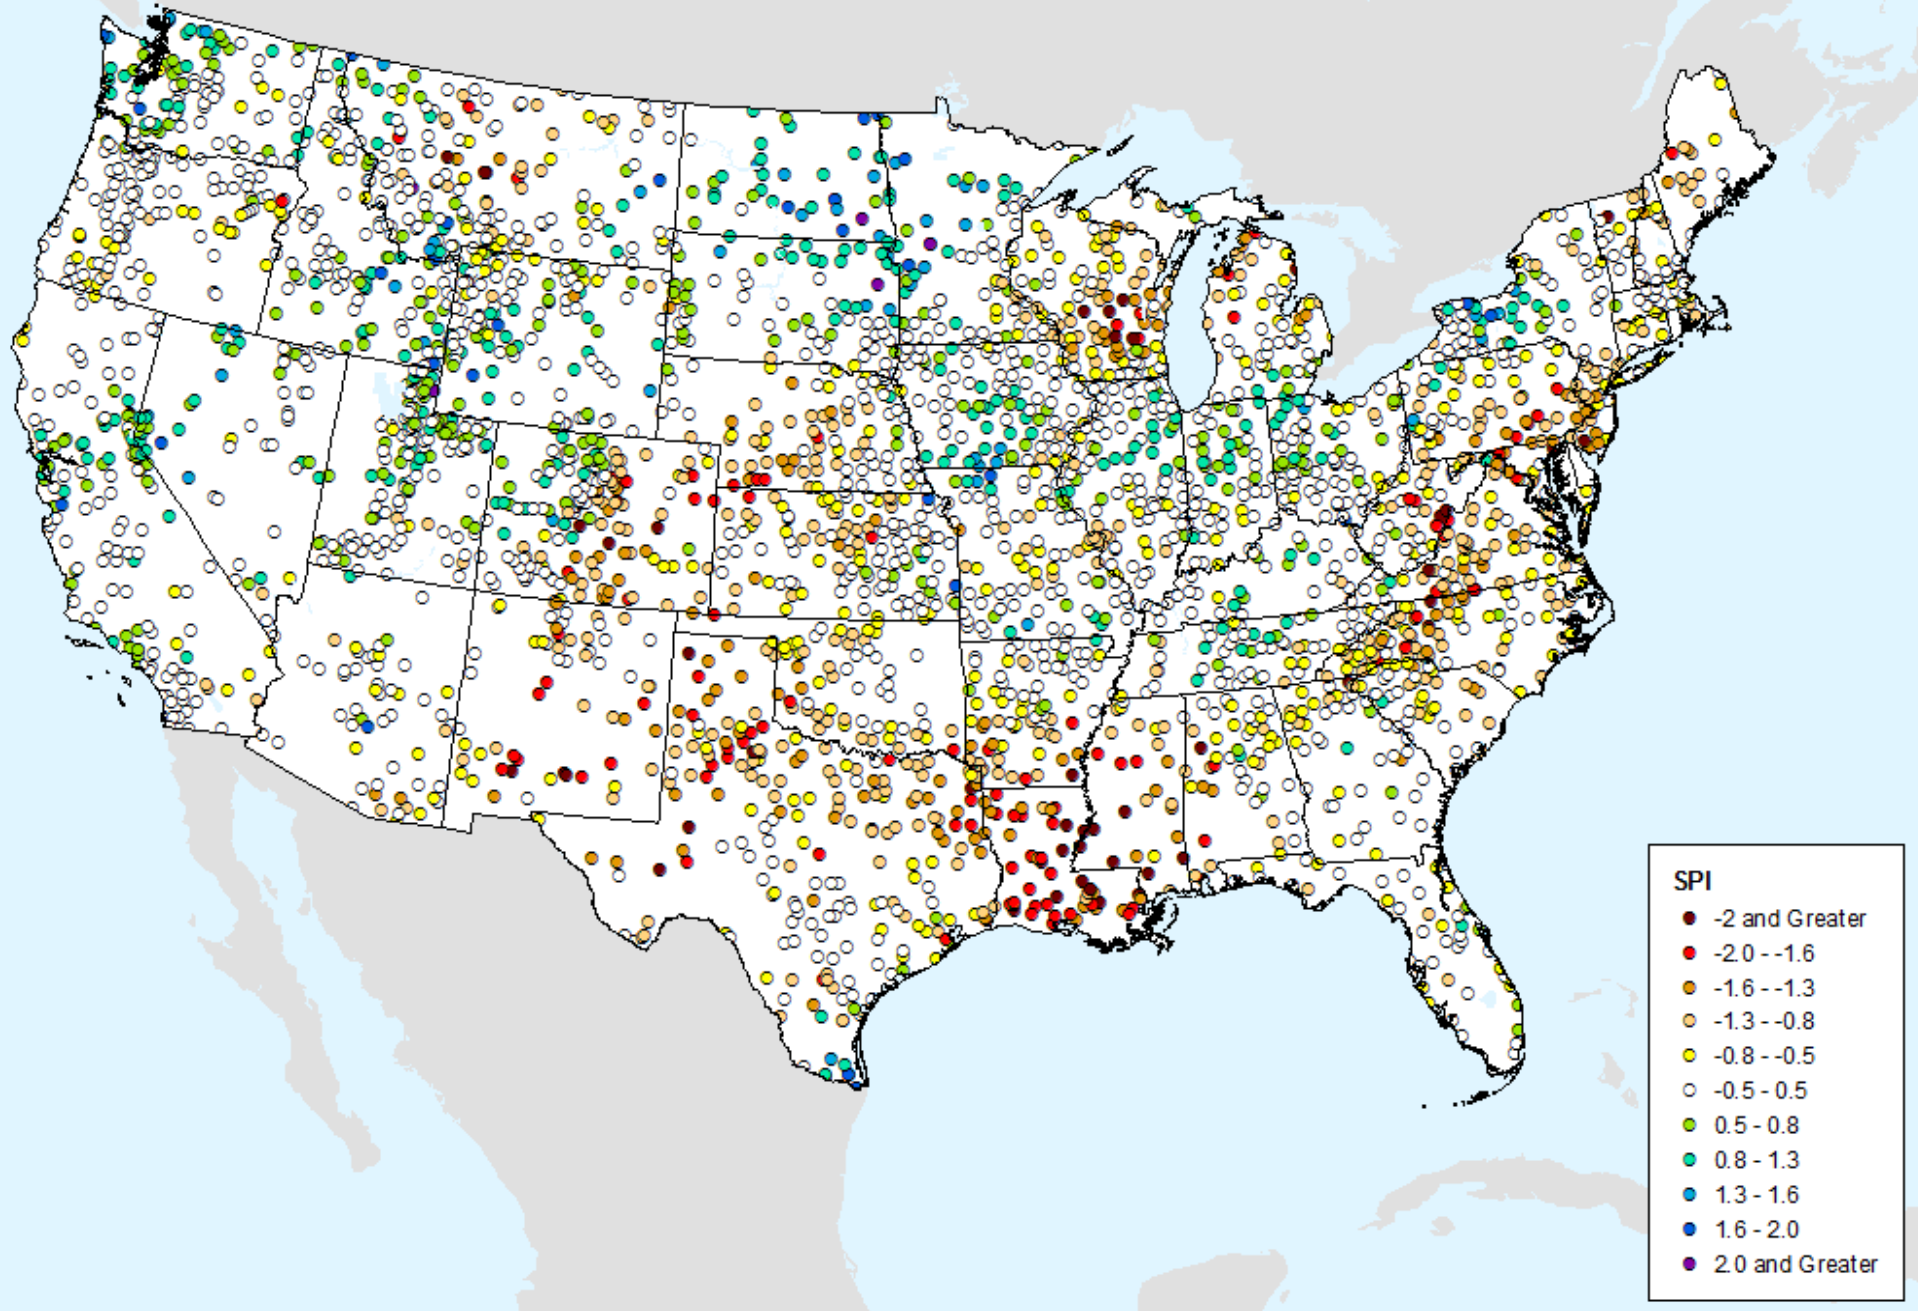 SPI
-2 and Greater
-2.0 - -1.6
-1.6 - -1.3
-1.3 - -0.8
-0.8 - -0.5
-0.5 - 0.5
0.5 - 0.8
0.8 - 1.3
1.3 - 1.6
1.6 - 2.0
2.0 and Greater